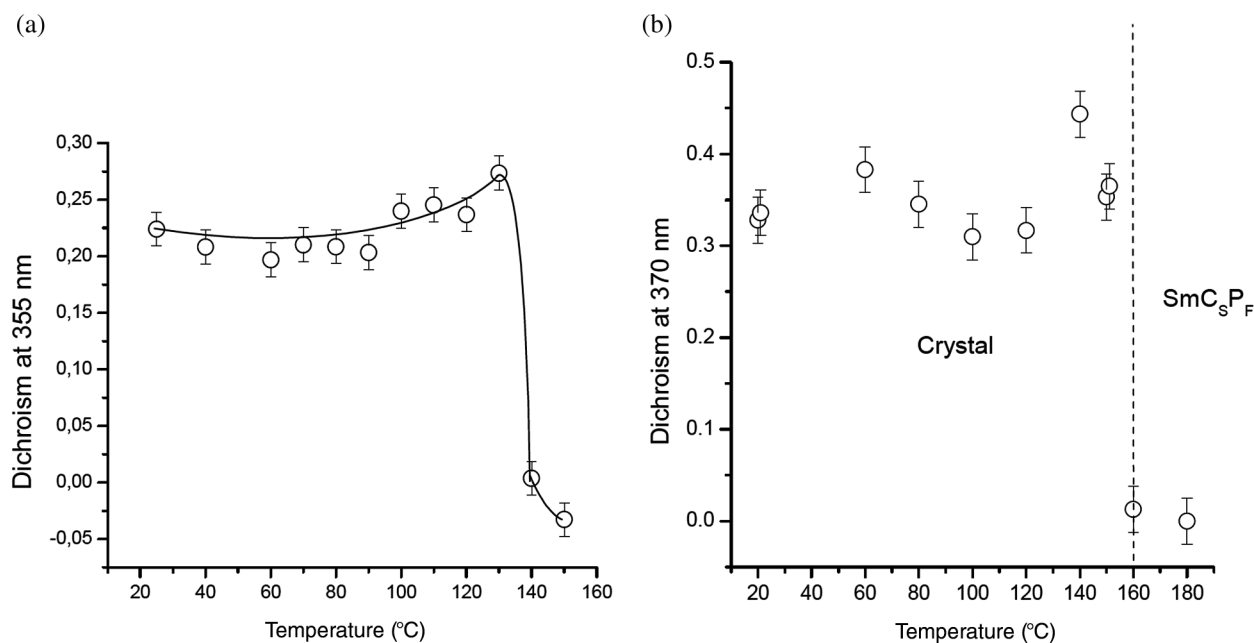 (a)
Dichroism at 355 nm
0,30
0,25
0,20
0,15
0,10
0,05
0,00
-0,05
20 40 60 80 100 120 140 160
Temperature (°C)
(b)
Dichroism at 370 nm
0.5
0.4
0.3
0.2
0.1
0.0
Crystal
SmCSPF
20 40 60 80 100 120 140 160 180
Temperature (°C)